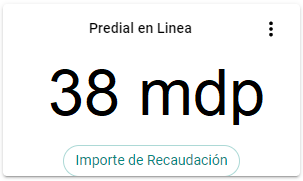 Predial en Linea
38 mdp
Importe de Recaudación